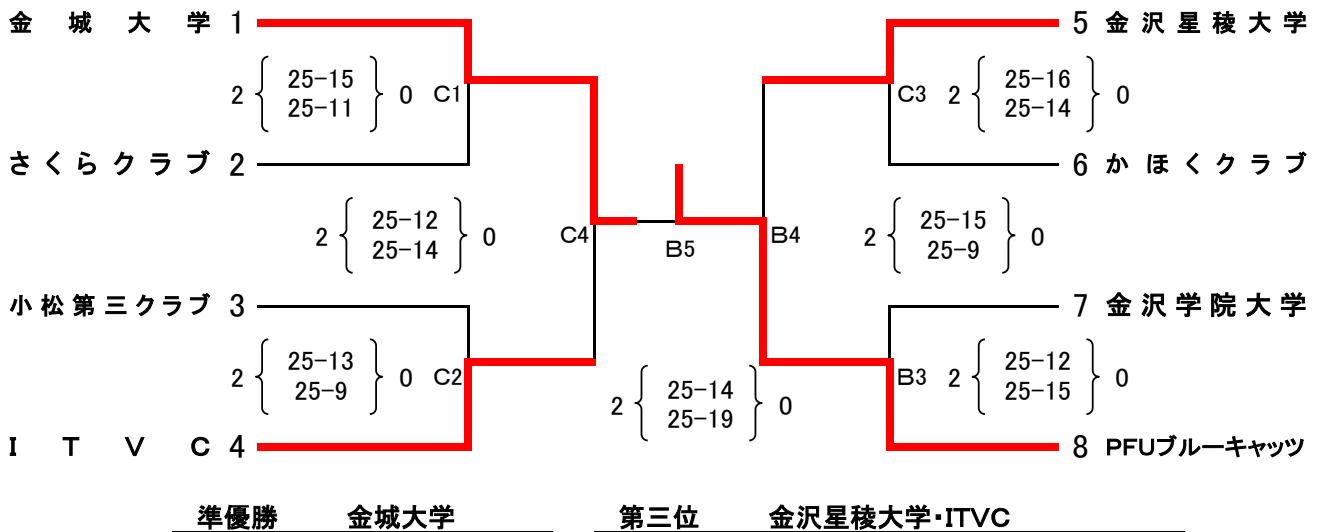 金城大学 1
5 金沢星稜大学
2 { 25-15 25-11 } 0 C1
C3 2 { 25-16 25-14 } 0
さくらクラブ 2
6 かほくクラブ
2 { 25-12 25-14 } 0 C4
B5
B4 2 { 25-15 25-9 } 0
小松第三クラブ 3
7 金沢学院大学
2 { 25-13 25-9 } 0 C2
2 { 25-14 25-19 } 0
B3 2 { 25-12 25-15 } 0
ITVC 4
8 PFUブルーキャッツ
準優勝 金城大学 第三位 金沢星稜大学・ITVC